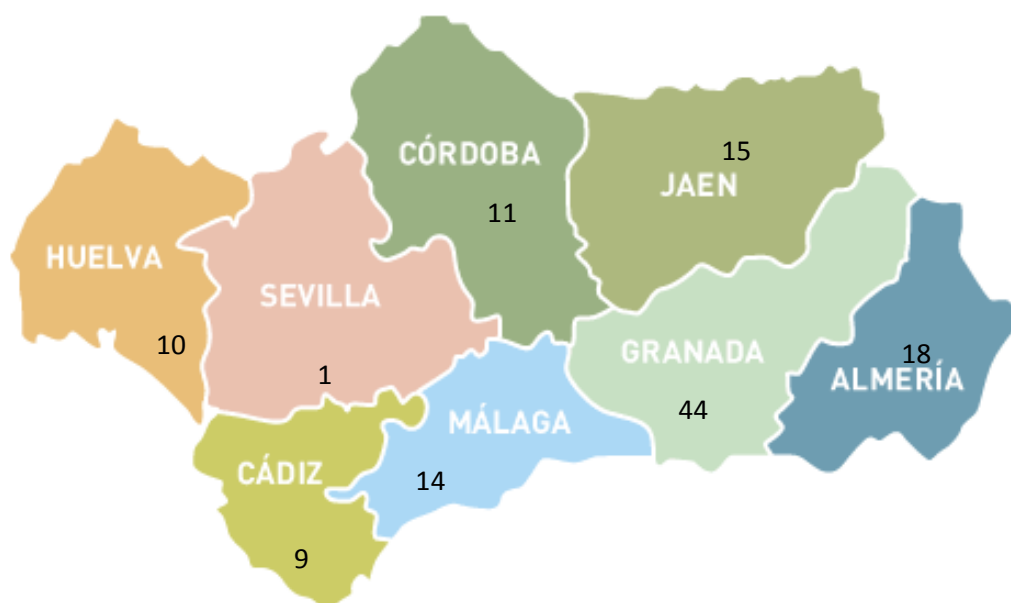 CÓRDOBA
11
15
JAEN
HUELVA
10
SEVILLA
1
GRANADA
44
18
ALMERÍA
MÁLAGA
14
CÁDIZ
9